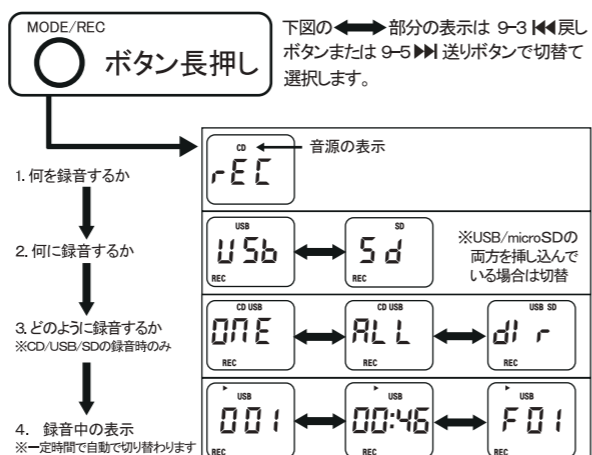 MODE/REC
ボタン長押し
下図の⟷部分の表示は 9-3⏮戻し
ボタンまたは 9-5⏭送りボタンで切替て
選択します。
1. 何を録音するか
CD
音源の表示
rEC
2. 何に録音するか
USB
USb
REC
SD
Sd
REC
※USB/microSDの
両方を挿し込んで
いる場合は切替
3. どのように録音するか
※CD/USB/SDの録音時のみ
CD USB
ONE
REC
CD USB
ALL
REC
USB SD
dIr
REC
4. 録音中の表示
※一定時間で自動で切り替わります
USB
001
REC
USB
00:46
REC
USB
F01
REC